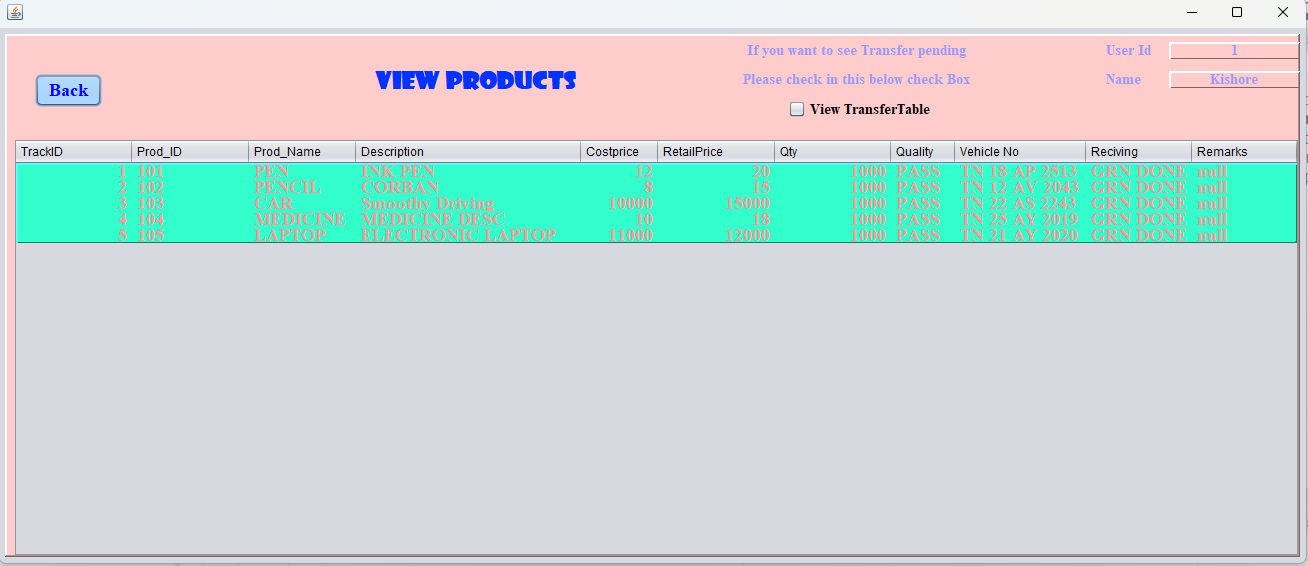 If you want to see Transfer pending User Id 1
Back VIEW PRODUCTS Please check in this below check Box Name Kishore
View TransferTable
TrackID Prod_ID Prod_Name Description Costprice RetailPrice Qty Quality Vehicle No Reciving Remarks
1 101 PEN INK PEN 12 20 1000 PASS TN 18 AP 2513 GRN DONE null
2 102 PENCIL CORBAN 8 15 1000 PASS TN 12 AV 2043 GRN DONE null
3 103 CAR Smoothy Driving 10000 15000 1000 PASS TN 22 AS 2243 GRN DONE null
4 104 MEDICINE MEDICINE DESC 10 18 1000 PASS TN 25 AY 2019 GRN DONE null
5 105 LAPTOP ELECTRONIC LAPTOP 11000 12000 1000 PASS TN 21 AY 2020 GRN DONE null